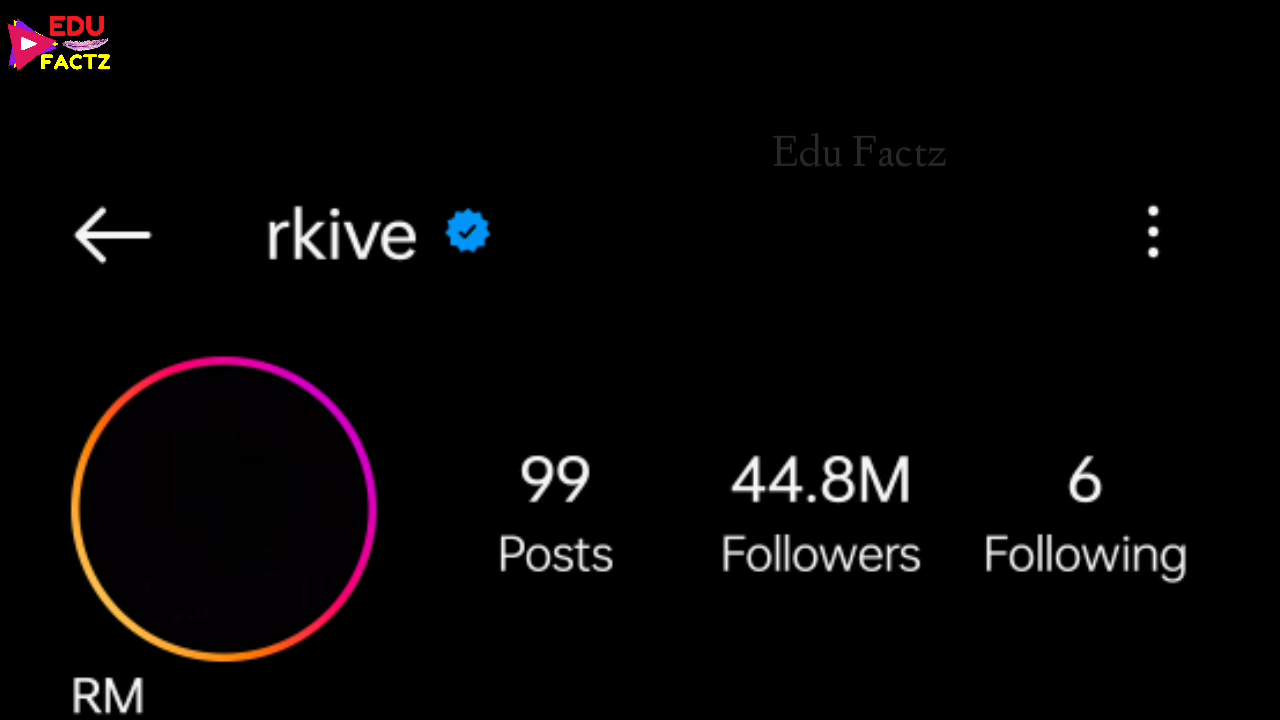 EDU
FACTZ
Edu Factz
rkive
99 44.8M 6
Posts Followers Following
RM